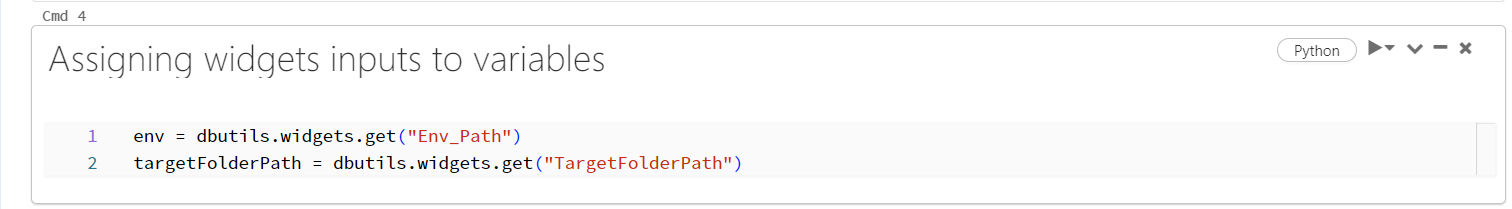 Cmd 4
Assigning widgets inputs to variables
Python
1 env = dbutils.widgets.get("Env_Path")
2 targetFolderPath = dbutils.widgets.get("TargetFolderPath")